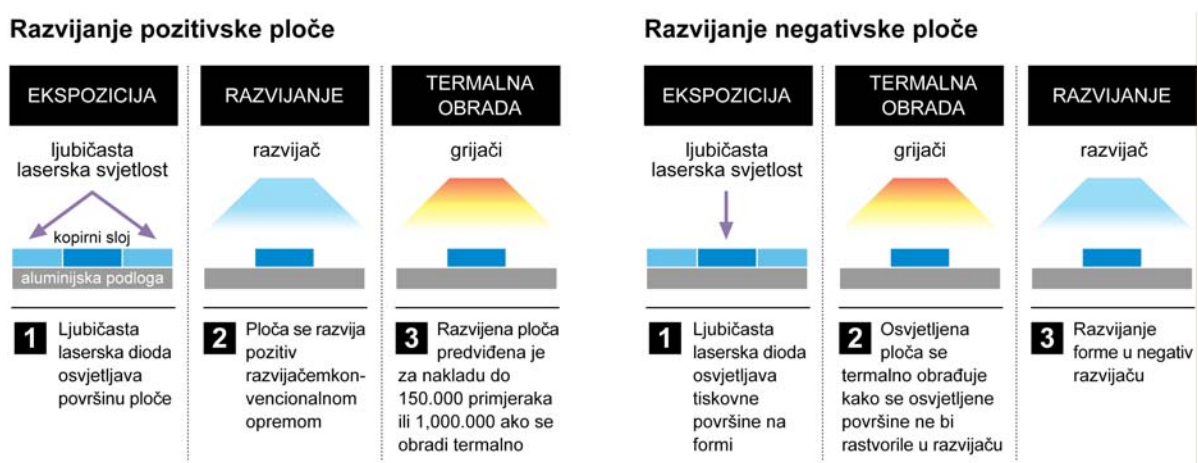 Razvijanje pozitivske ploče
EKSPOZICIJA
ljubičasta
laserska svjetlost
kopirni sloj
aluminijska podloga
1 Ljubičasta
laserska dioda
osvjetljava
površinu ploče
RAZVIJANJE
razvijač
2 Ploča se razvija
pozitiv
razvijačemkon-
vencionalnom
opremom
TERMALNA
OBRADA
grijači
3 Razvijena ploča
predviđena je
za nakladu do
150.000 primjeraka
ili 1,000.000 ako se
obradi termalno
Razvijanje negativske ploče
EKSPOZICIJA
ljubičasta
laserska svjetlost
1 Ljubičasta
laserska dioda
osvjetljava
tiskovne
površine na
formi
TERMALNA
OBRADA
grijači
2 Osvjetljena
ploča se
termalno obrađuje
kako se osvjetljene
površine ne bi
rastvorile u razvijaču
RAZVIJANJE
razvijač
3 Razvijanje
forme u negativ
razvijaču